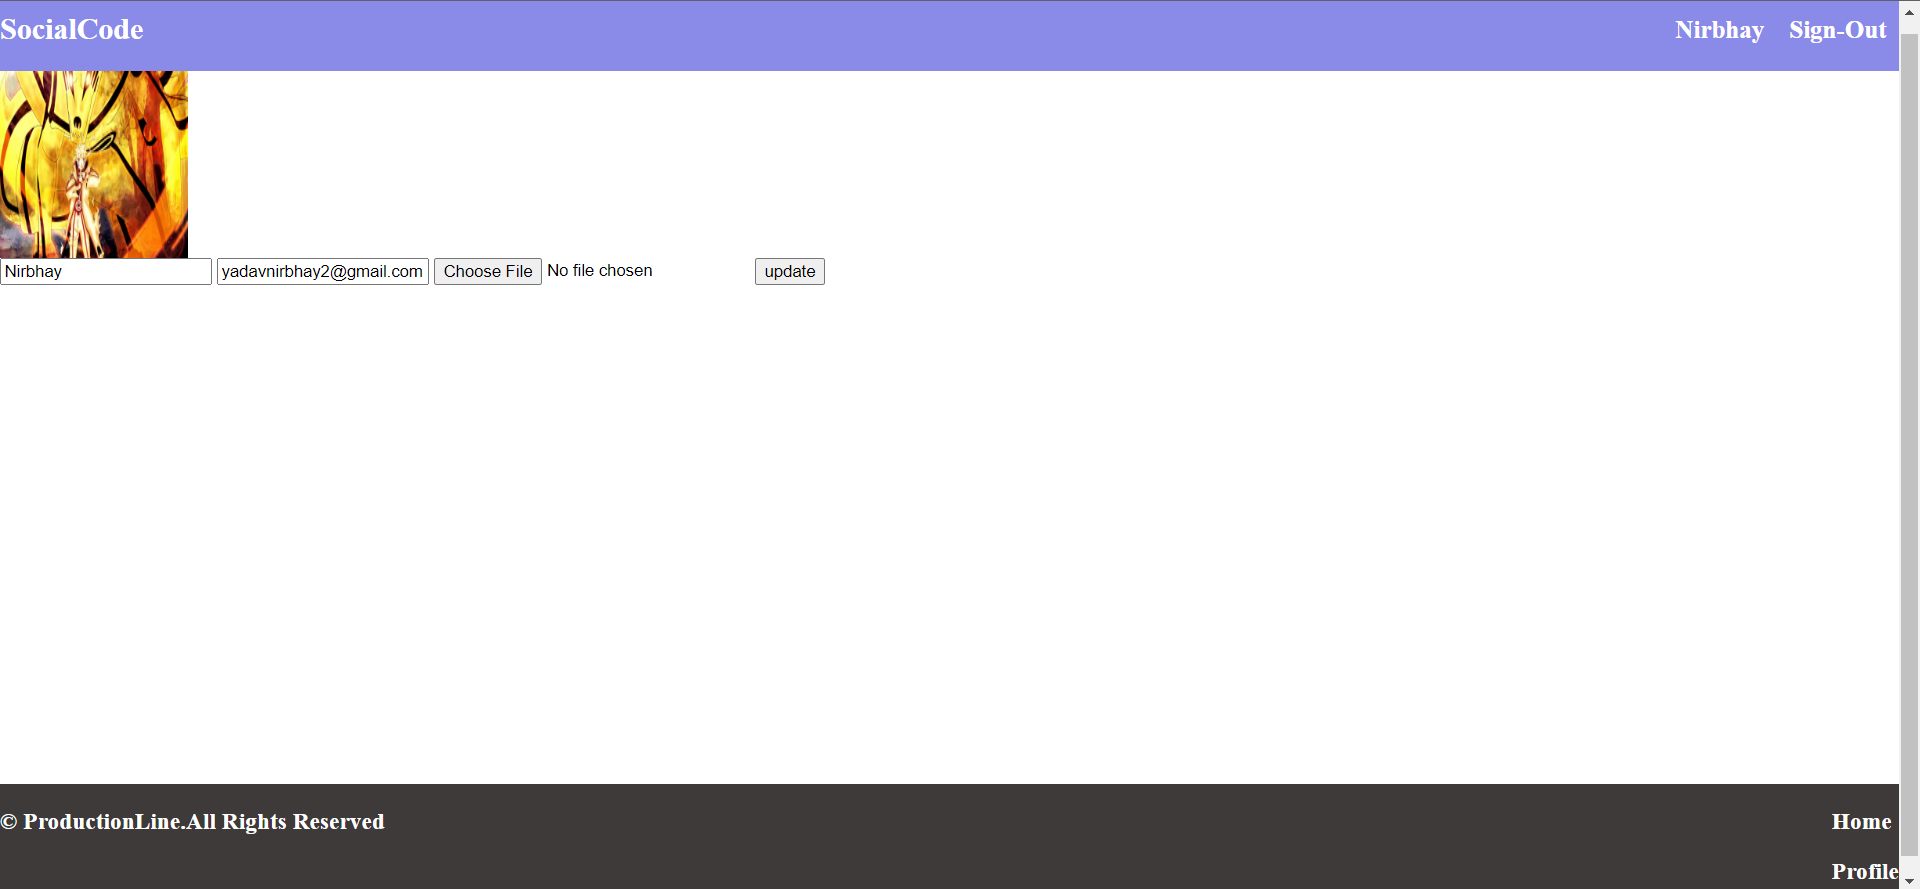 SocialCode Nirbhay Sign-Out
Nirbhay yadavnirbhay2@gmail.com Choose File No file chosen update
© ProductionLine.All Rights Reserved Home
Profile